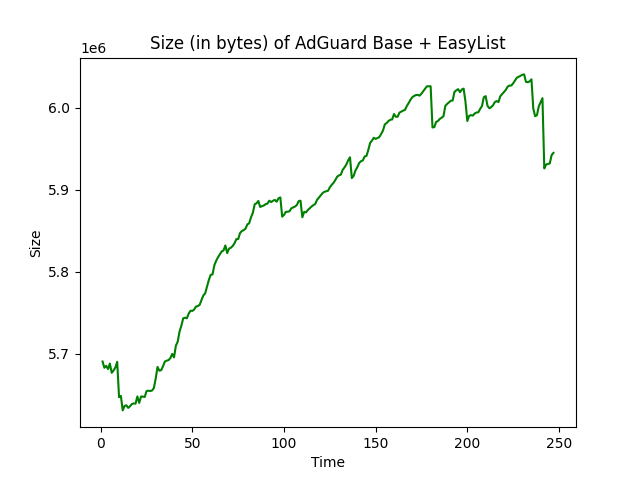 Size (in bytes) of AdGuard Base + EasyList
1e6
6.0
5.9
5.8
5.7
Size
0 50 100 150 200 250
Time